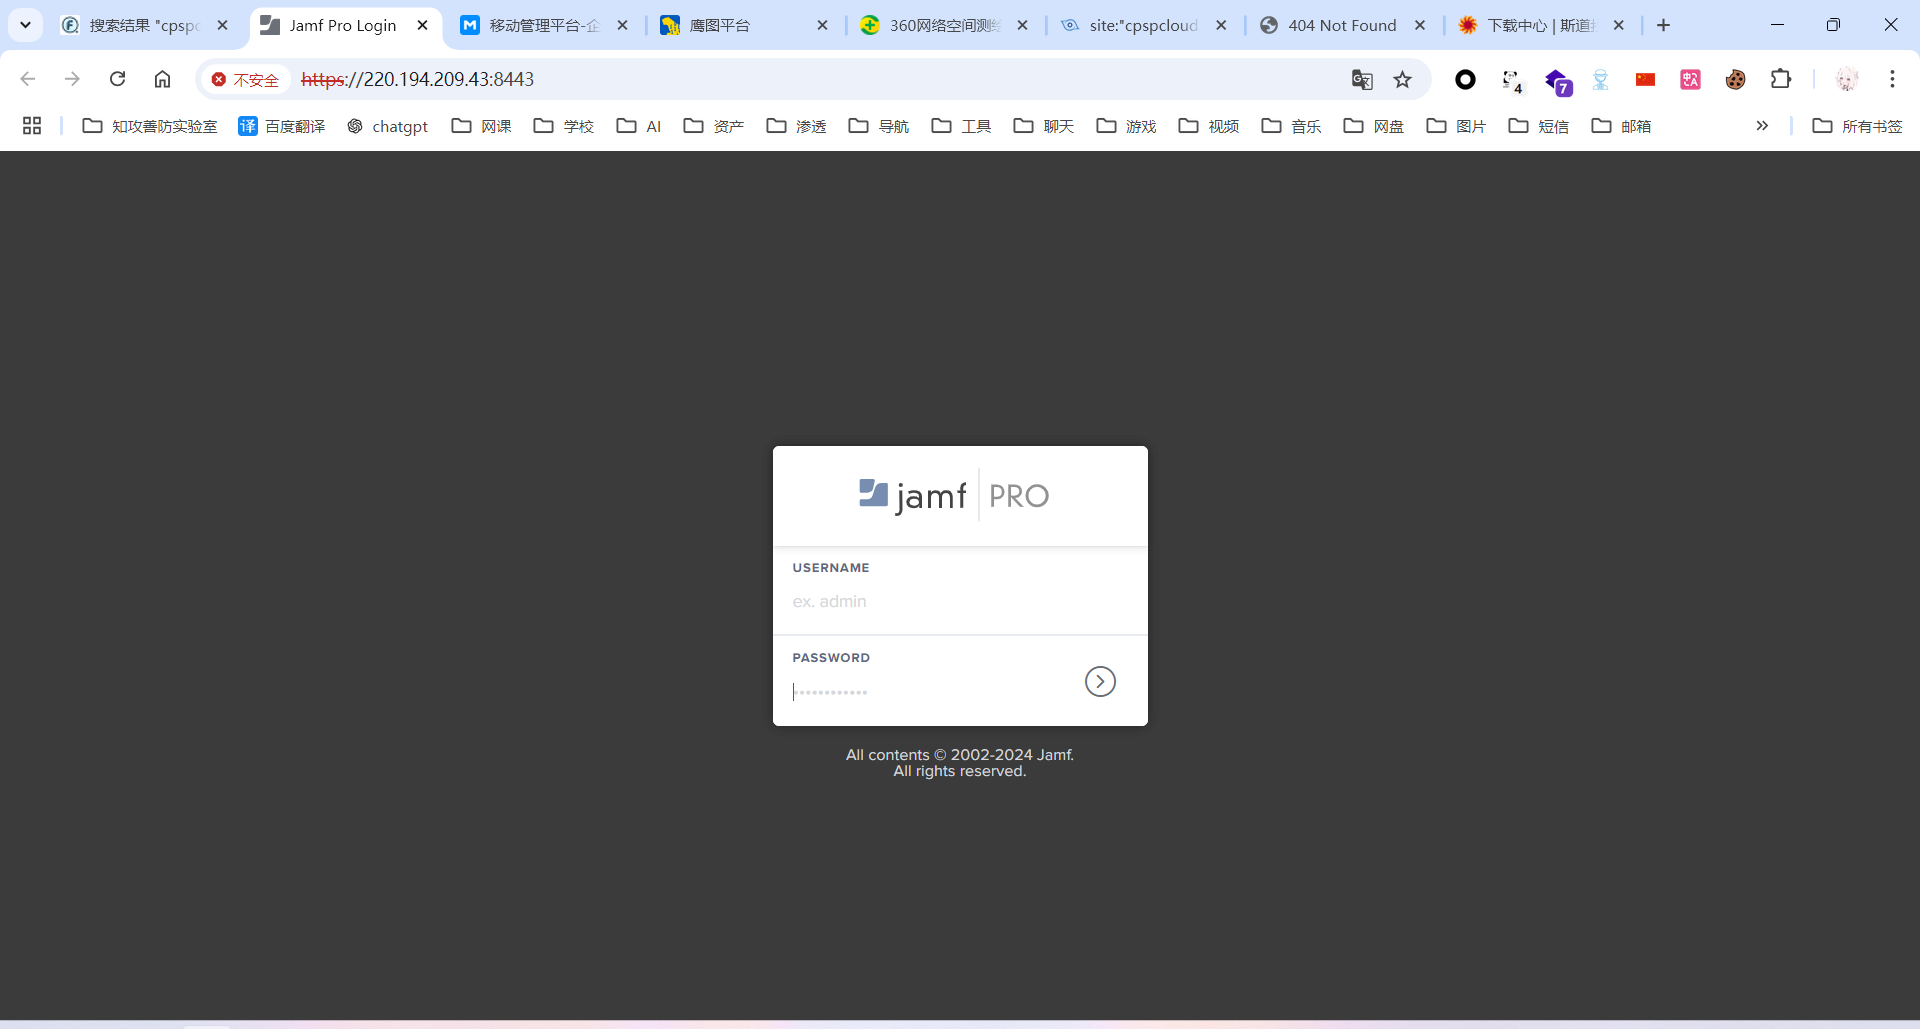 搜索结果 "cpsp
Jamf Pro Login
移动管理平台-企
鹰图平台
360网络空间测绘
site:"cpspcloud
404 Not Found
下载中心 | 斯道
不安全
https://220.194.209.43:8443
4
7
知攻善防实验室
译 百度翻译
chatgpt
网课
学校
AI
资产
渗透
导航
工具
聊天
游戏
视频
音乐
网盘
图片
短信
邮箱
所有书签
jamf | PRO
USERNAME
ex. admin
PASSWORD
All contents © 2002-2024 Jamf.
All rights reserved.